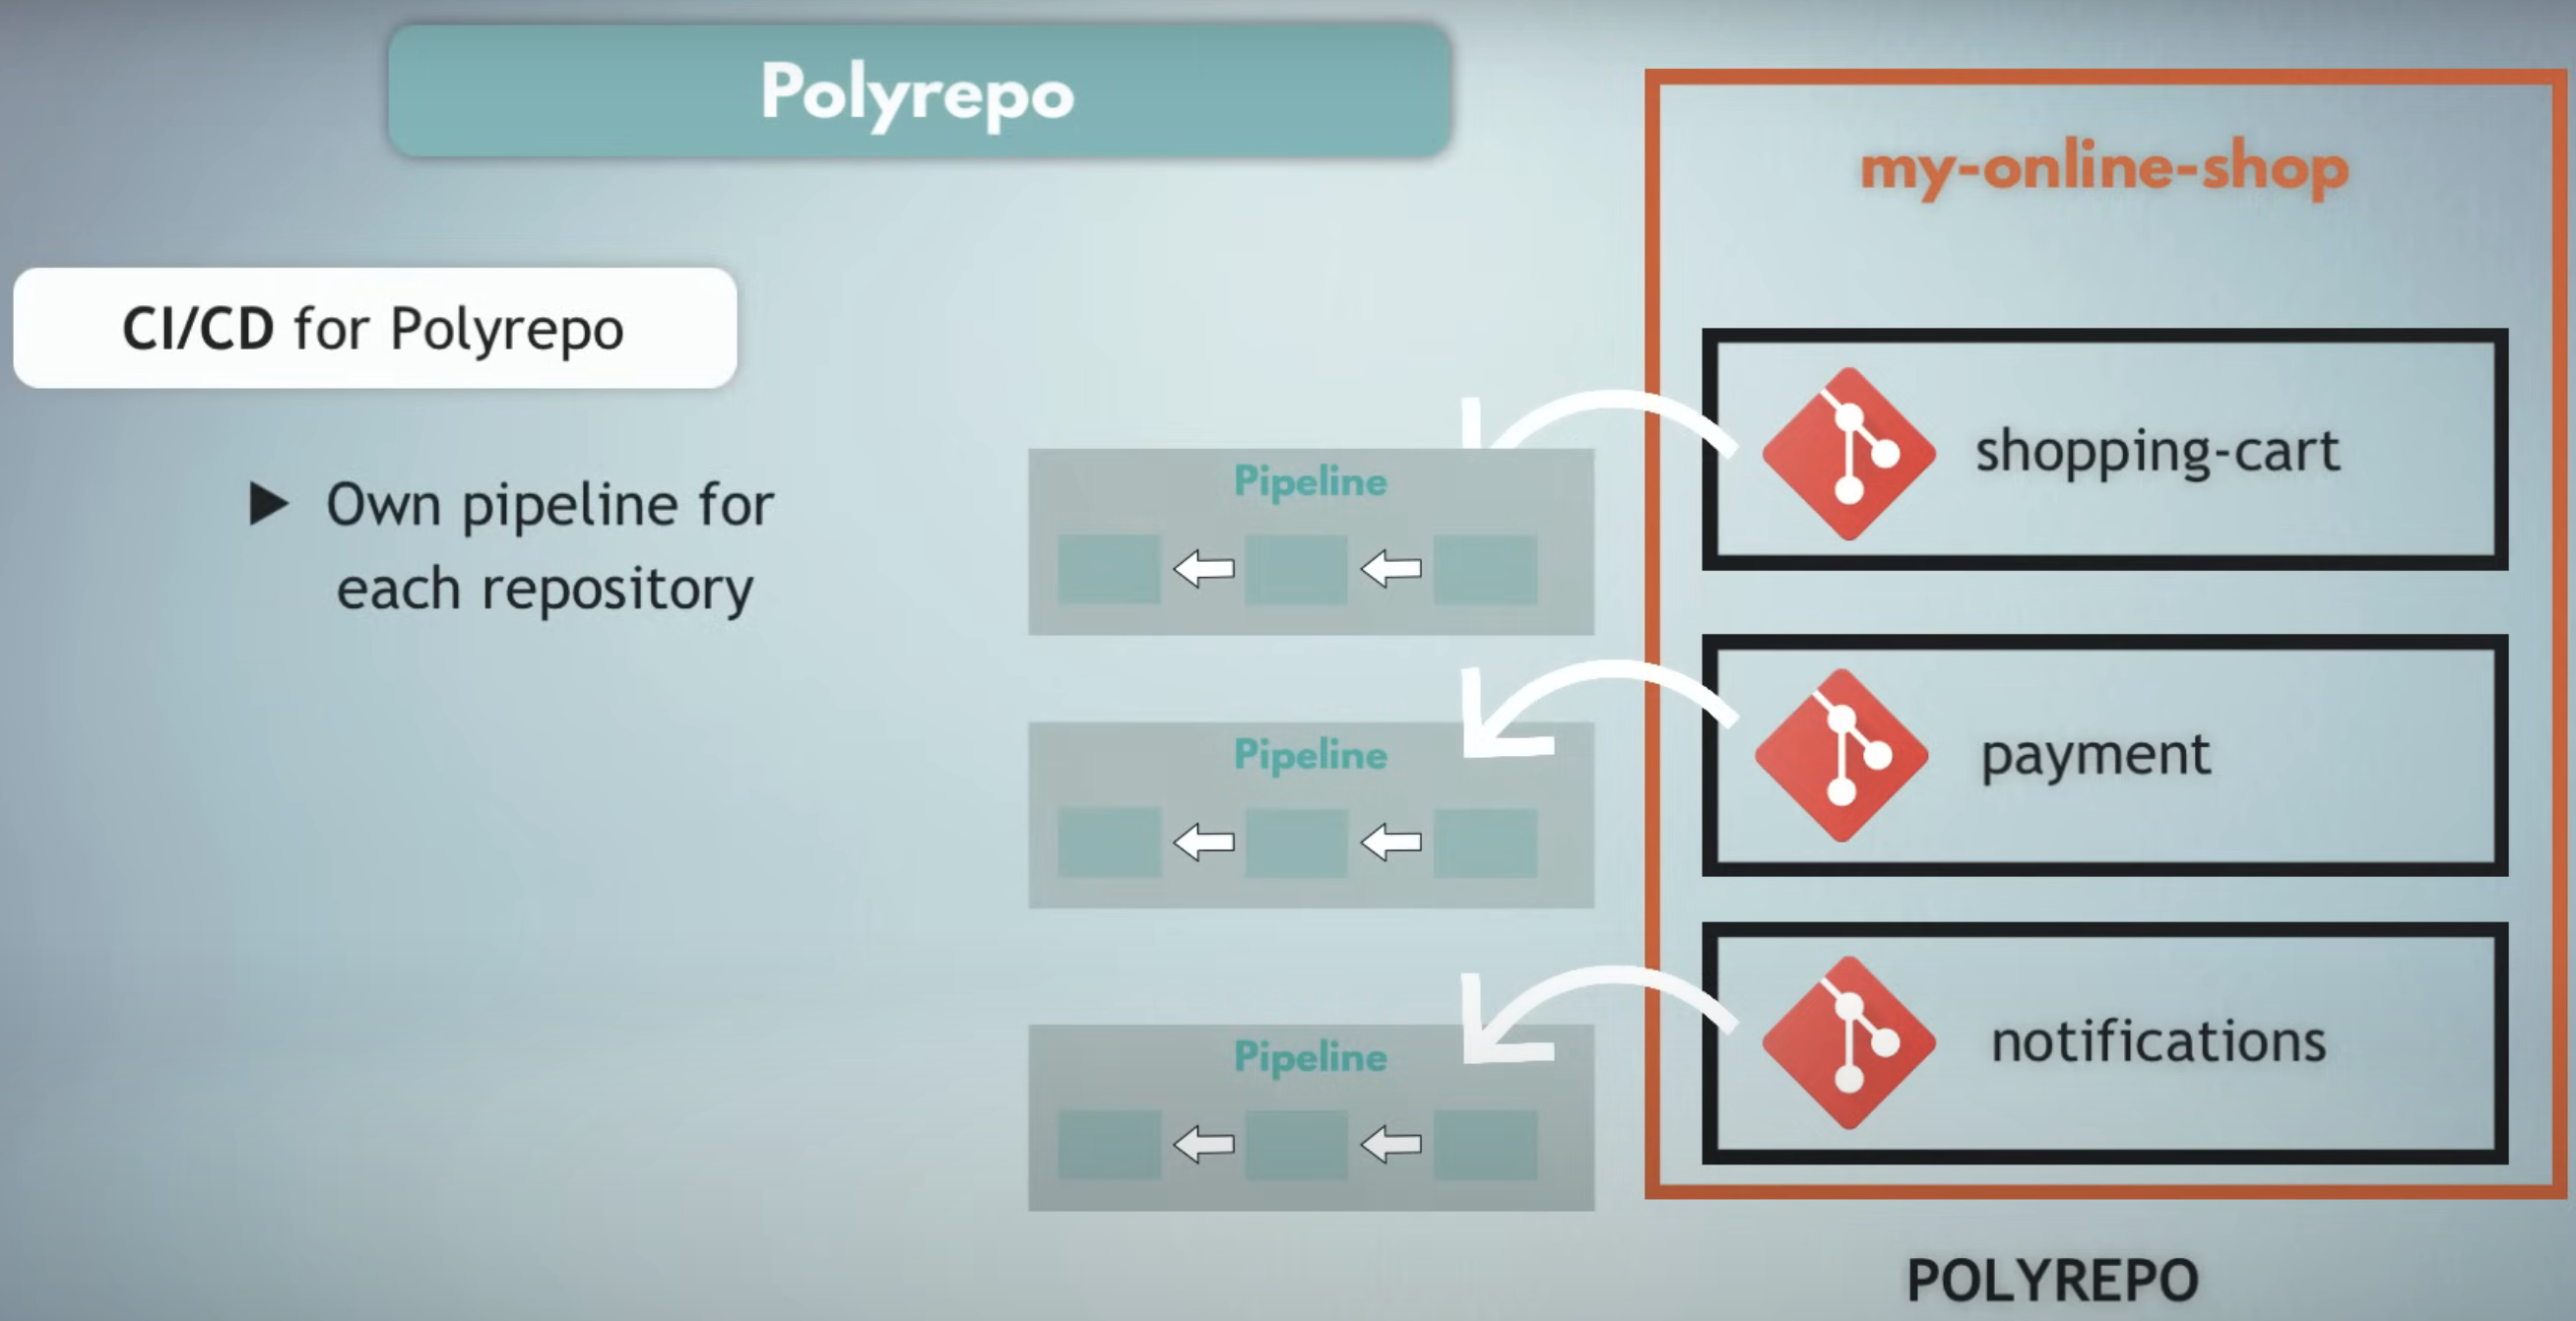 Polyrepo
my-online-shop
CI/CD for Polyrepo
Own pipeline for
each repository
Pipeline
shopping-cart
Pipeline
payment
Pipeline
notifications
POLYREPO